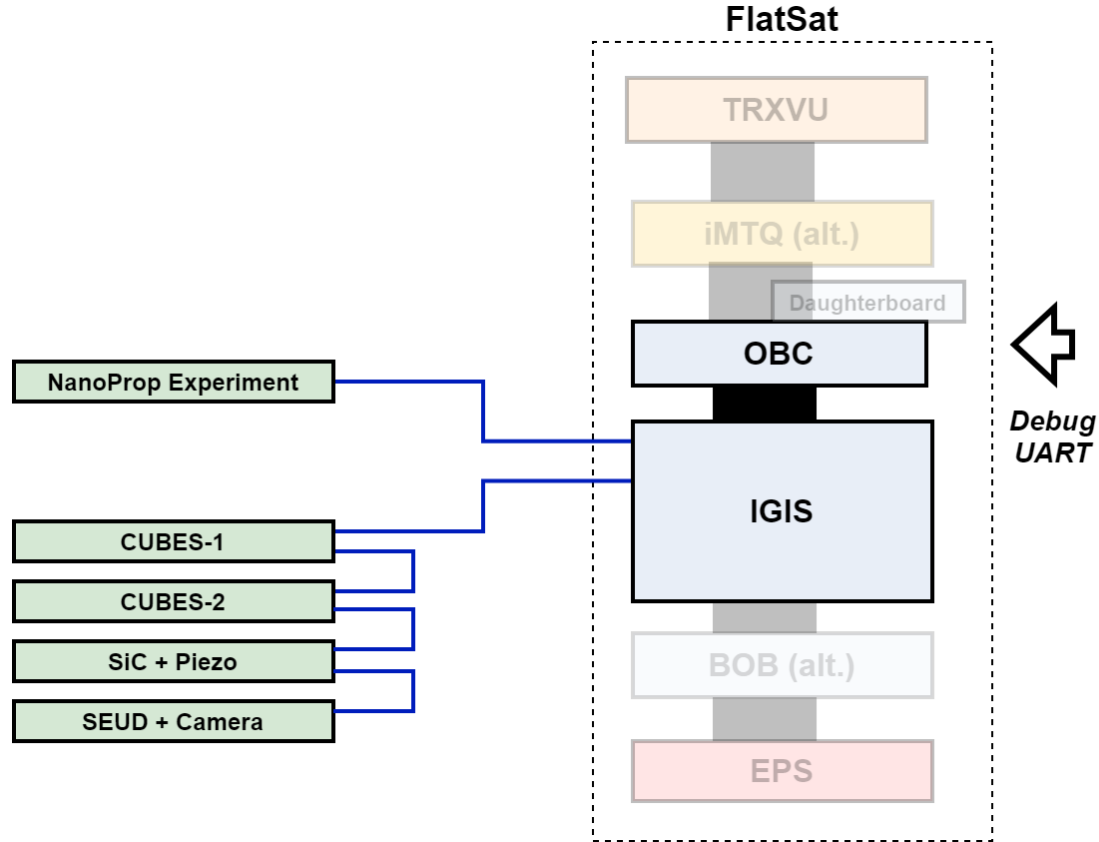 FlatSat
TRXVU
iMTQ (alt.)
Daughterboard
OBC
NanoProp Experiment
Debug
UART
IGIS
CUBES-1
CUBES-2
SiC + Piezo
BOB (alt.)
SEUD + Camera
EPS